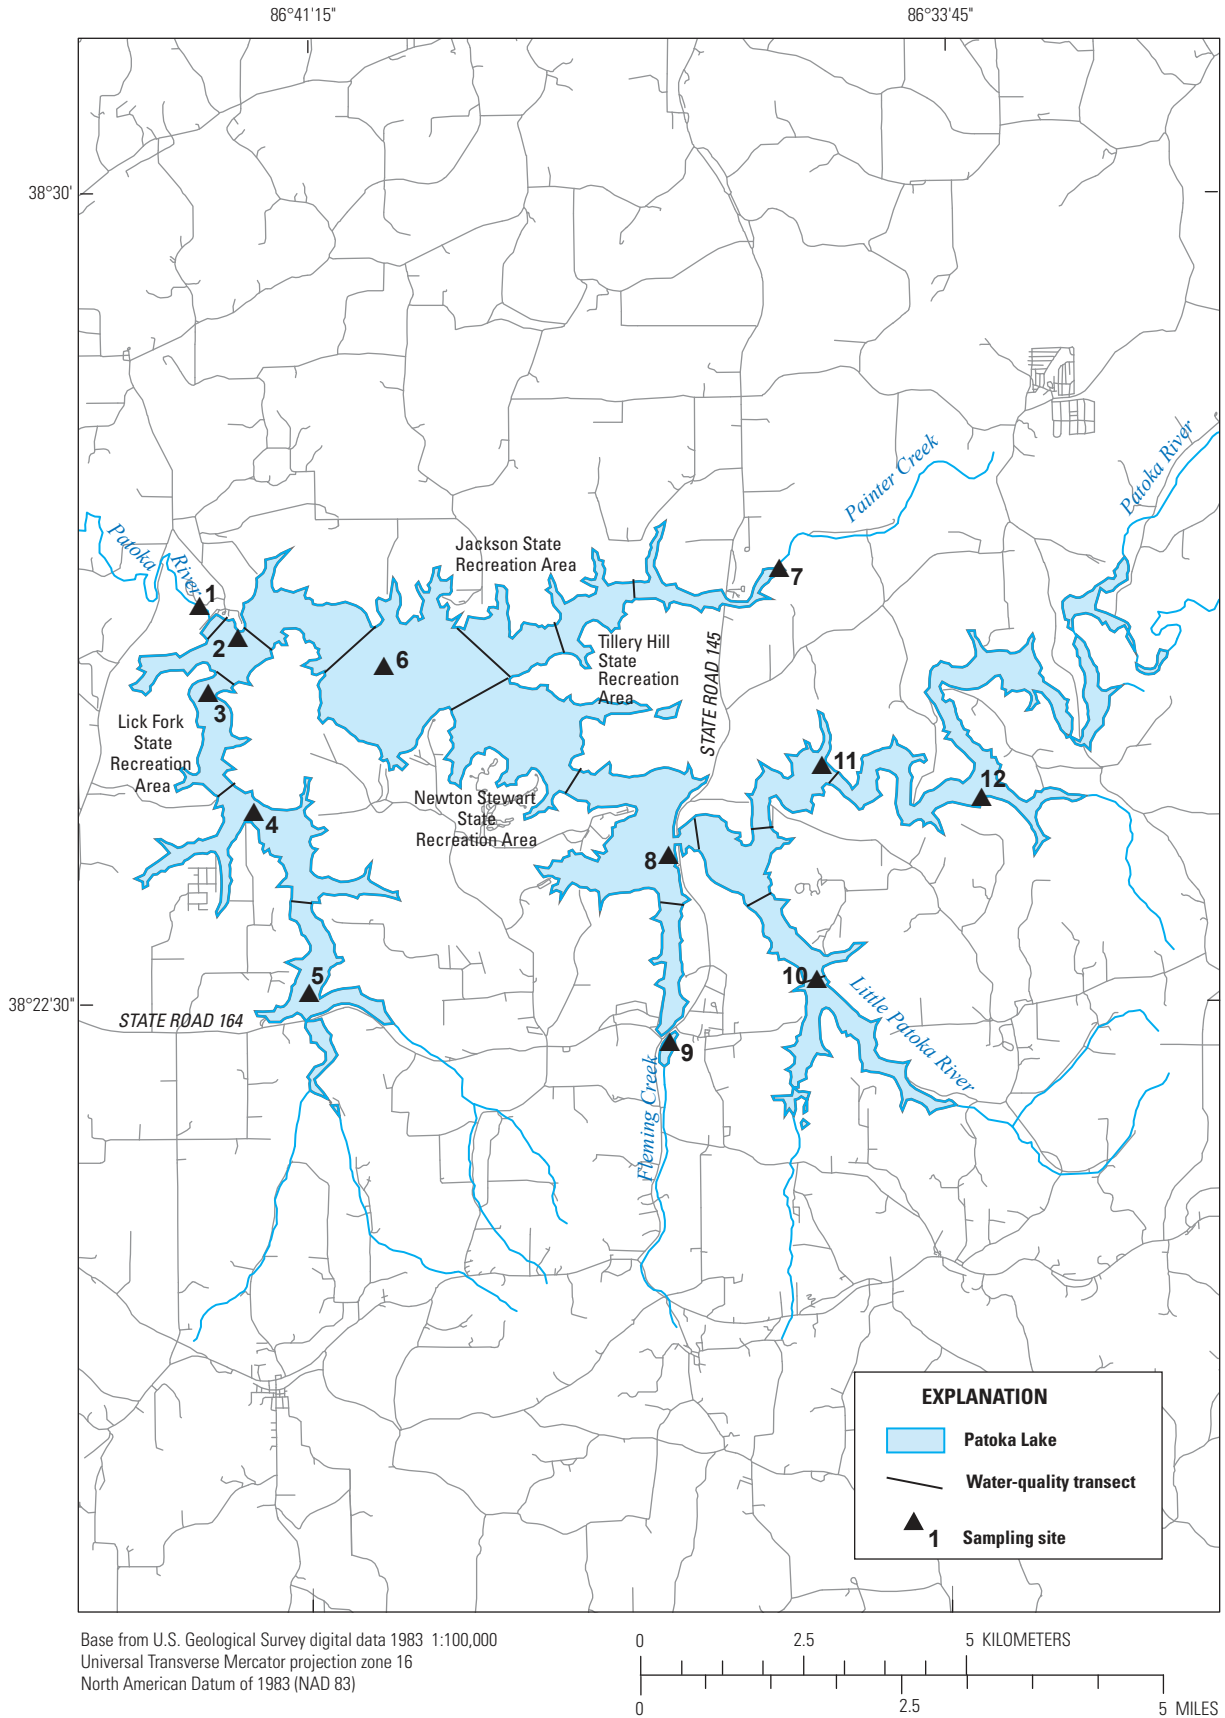 86°41'15"
86°33'45"
38°30'
Patoka River
Painter Creek
Patoka
River
Jackson State
Recreation Area
1
7
2
6
Tillery Hill
State
Recreation
Area
STATE ROAD 145
3
Lick Fork
State
Recreation
Area
11
12
Newton Stewart
State
Recreation Area
4
8
5
10
Little Patoka River
38°22'30"
STATE ROAD 164
9
Fleming Creek
EXPLANATION
Patoka Lake
Water-quality transect
1
Sampling site
Base from U.S. Geological Survey digital data 1983 1:100,000
Universal Transverse Mercator projection zone 16
North American Datum of 1983 (NAD 83)
0 2.5 5 KILOMETERS
0 2.5 5 MILES